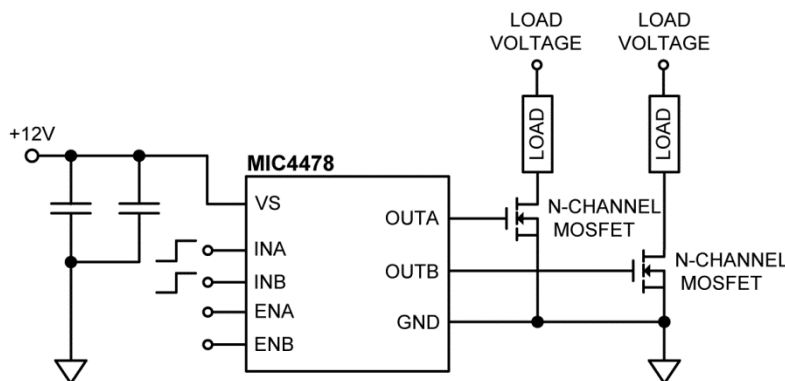 LOAD
VOLTAGE
LOAD
VOLTAGE
LOAD
LOAD
+12V
MIC4478
VS
INA
INB
ENA
ENB
OUTA
OUTB
GND
N-CHANNEL
MOSFET
N-CHANNEL
MOSFET